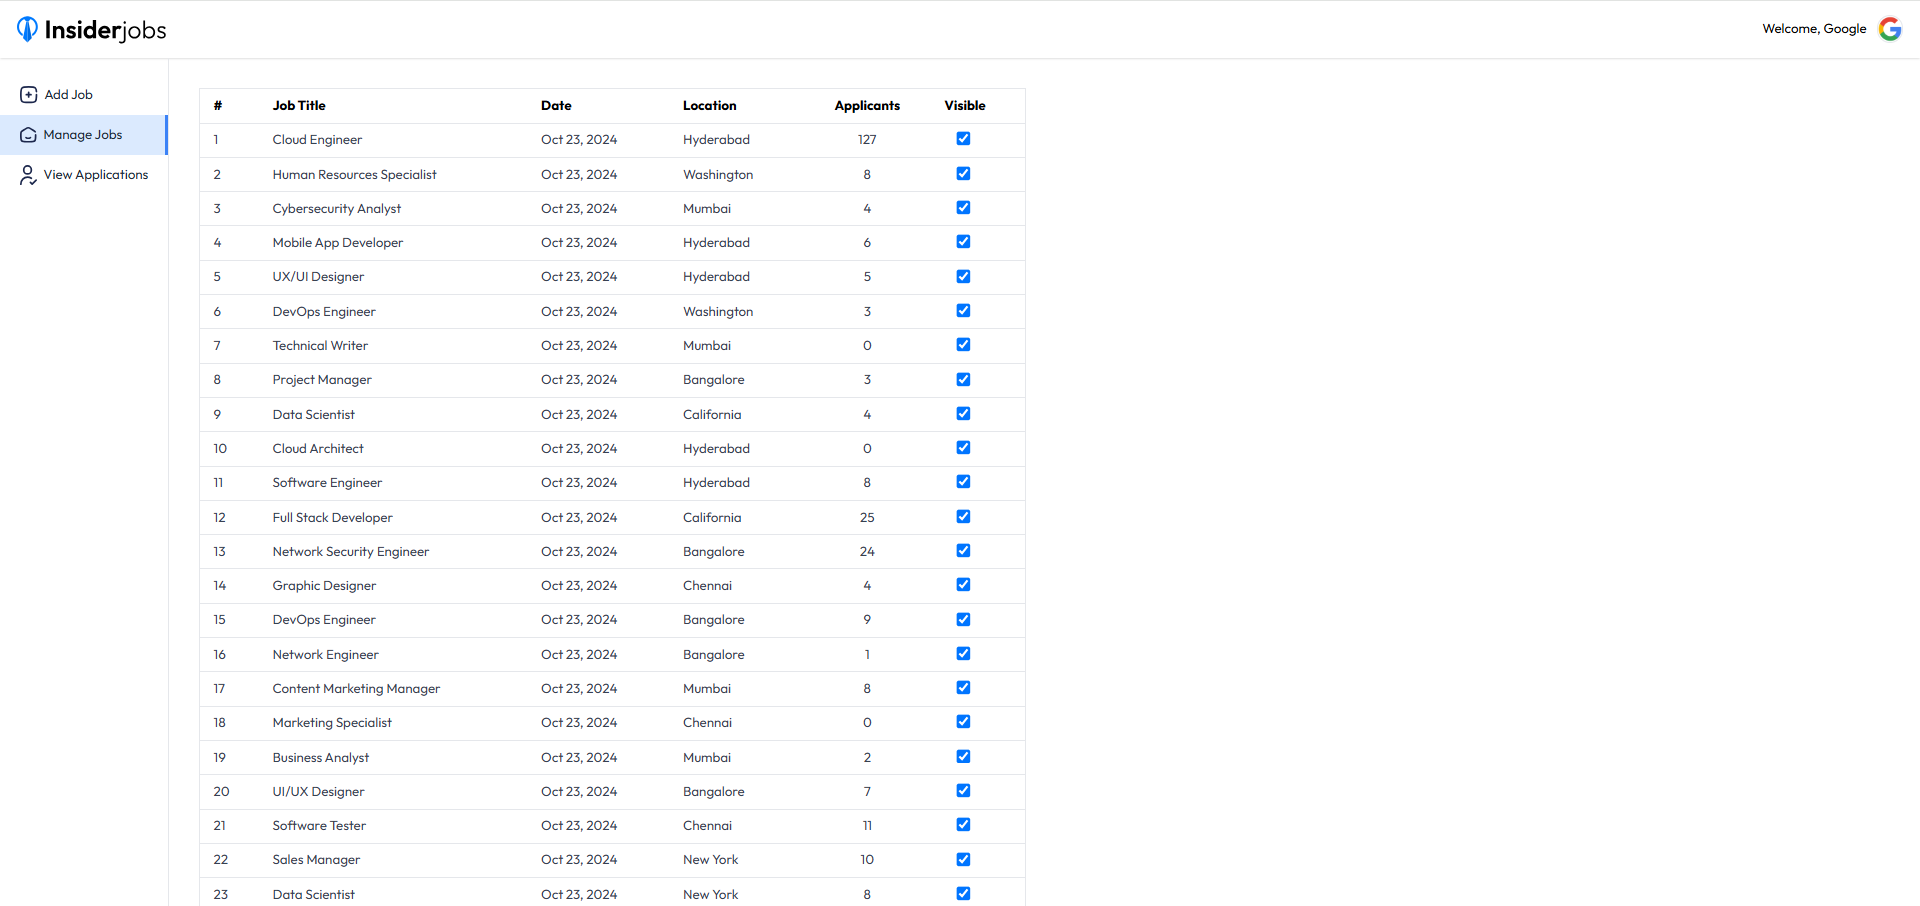 Insiderjobs
Welcome, Google
Add Job
Manage Jobs
View Applications
# Job Title Date Location Applicants Visible
1 Cloud Engineer Oct 23, 2024 Hyderabad 127
2 Human Resources Specialist Oct 23, 2024 Washington 8
3 Cybersecurity Analyst Oct 23, 2024 Mumbai 4
4 Mobile App Developer Oct 23, 2024 Hyderabad 6
5 UX/UI Designer Oct 23, 2024 Hyderabad 5
6 DevOps Engineer Oct 23, 2024 Washington 3
7 Technical Writer Oct 23, 2024 Mumbai 0
8 Project Manager Oct 23, 2024 Bangalore 3
9 Data Scientist Oct 23, 2024 California 4
10 Cloud Architect Oct 23, 2024 Hyderabad 0
11 Software Engineer Oct 23, 2024 Hyderabad 8
12 Full Stack Developer Oct 23, 2024 California 25
13 Network Security Engineer Oct 23, 2024 Bangalore 24
14 Graphic Designer Oct 23, 2024 Chennai 4
15 DevOps Engineer Oct 23, 2024 Bangalore 9
16 Network Engineer Oct 23, 2024 Bangalore 1
17 Content Marketing Manager Oct 23, 2024 Mumbai 8
18 Marketing Specialist Oct 23, 2024 Chennai 0
19 Business Analyst Oct 23, 2024 Mumbai 2
20 UI/UX Designer Oct 23, 2024 Bangalore 7
21 Software Tester Oct 23, 2024 Chennai 11
22 Sales Manager Oct 23, 2024 New York 10
23 Data Scientist Oct 23, 2024 New York 8